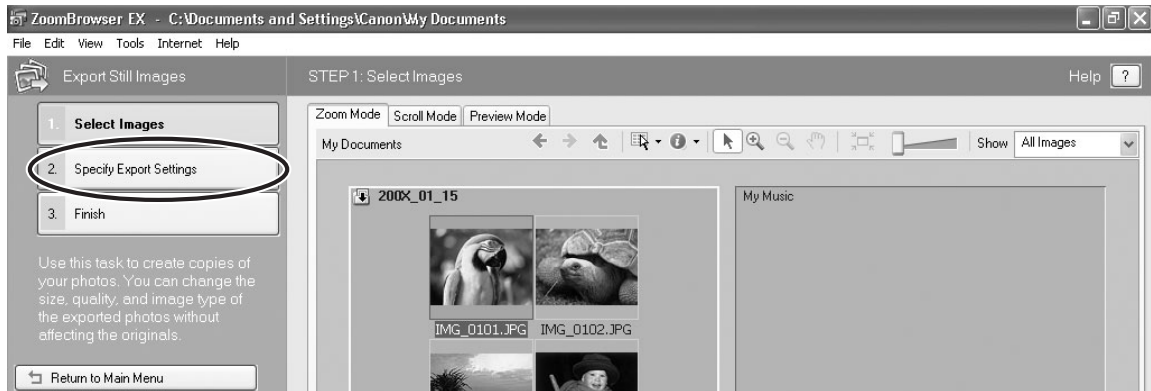 ZoomBrowser EX - C:\Documents and Settings\Canon\My Documents
File Edit View Tools Internet Help
Export Still Images
STEP 1: Select Images
Help ?
1. Select Images
2. Specify Export Settings
3. Finish
Use this task to create copies of
your photos. You can change the
size, quality, and image type of
the exported photos without
affecting the originals.
Return to Main Menu
Zoom Mode Scroll Mode Preview Mode
My Documents
Show All Images
200X_01_15
IMG_0101.JPG IMG_0102.JPG
My Music